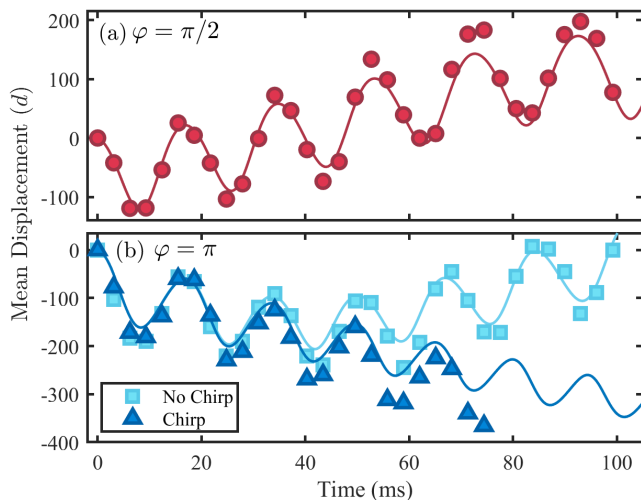 200
(a) φ = π/2
100
0
-100
Mean Displacement (d)
(b) φ = π
0
-100
-200
-300
-400
No Chirp
Chirp
0 20 40 60 80 100
Time (ms)